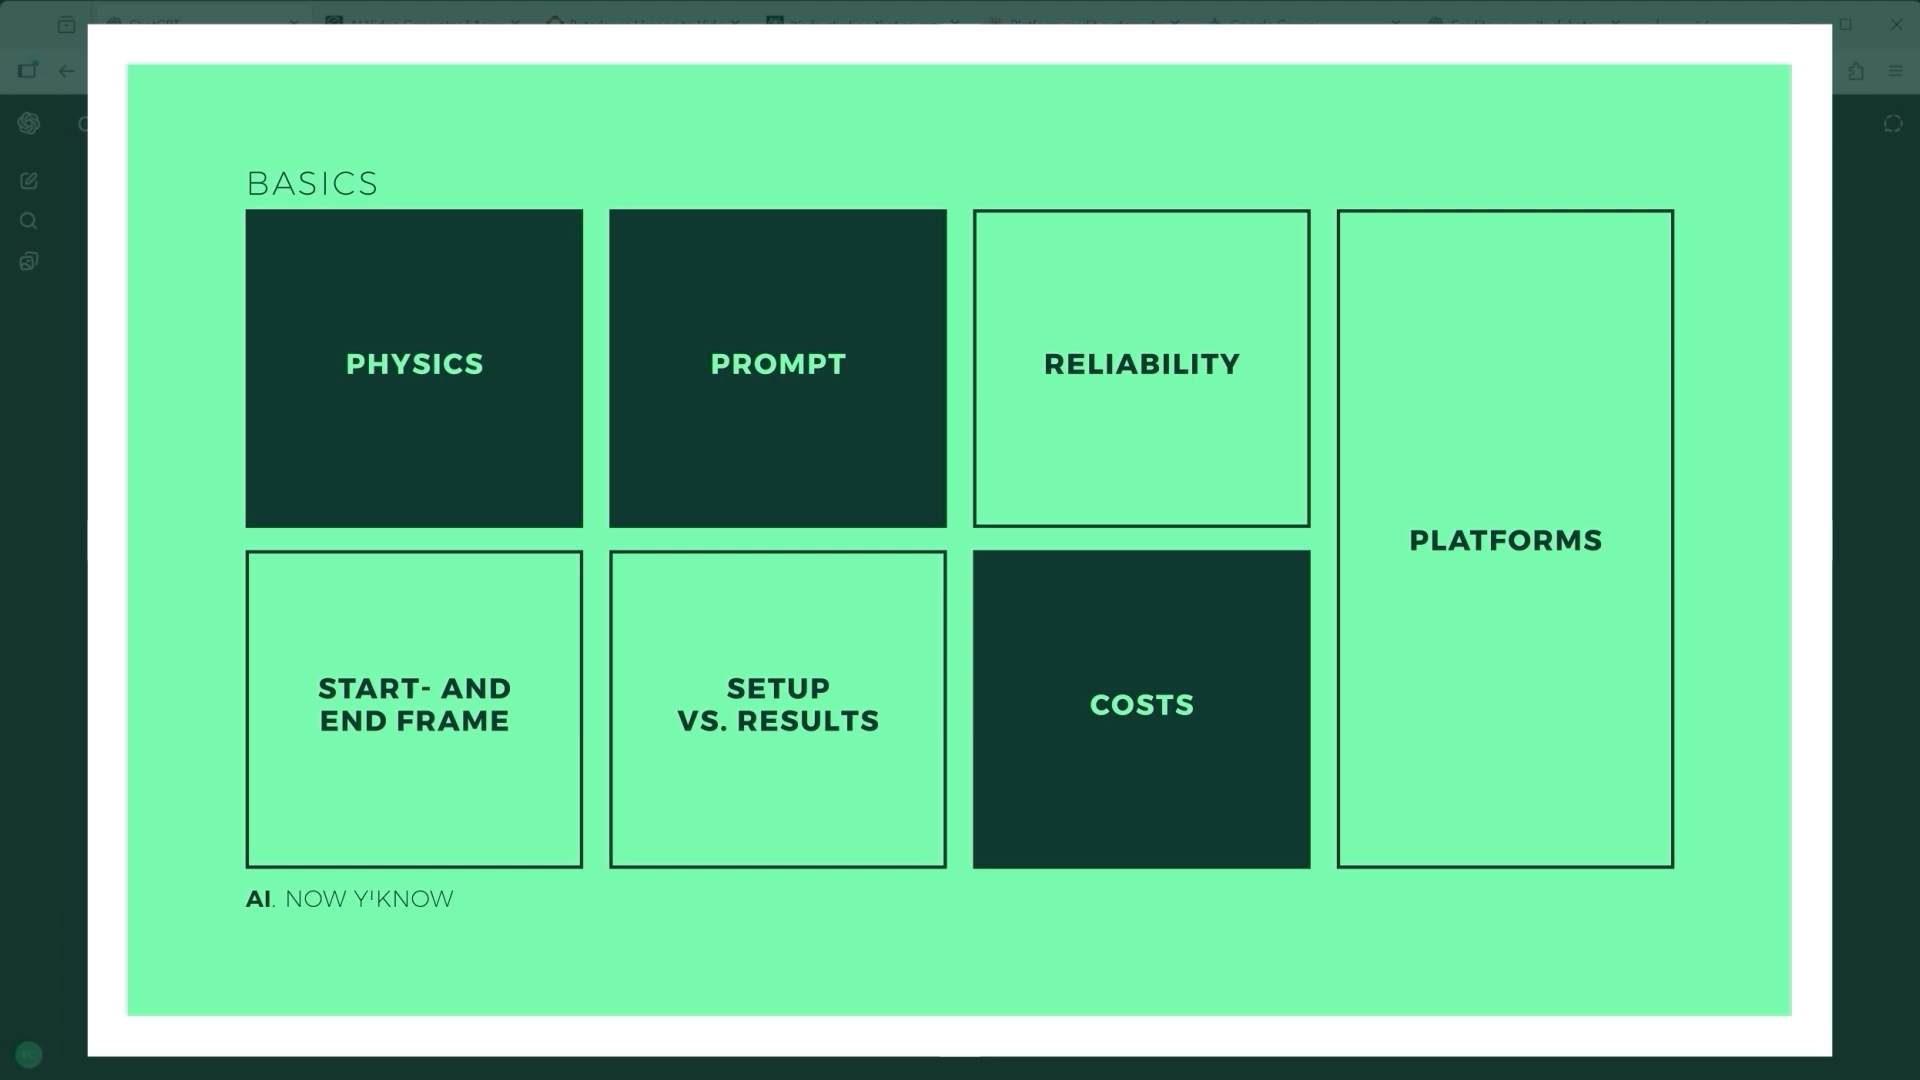 BASICS
PHYSICS
PROMPT
RELIABILITY
PLATFORMS
START- AND
END FRAME
SETUP
VS. RESULTS
COSTS
AI. NOW Y'KNOW